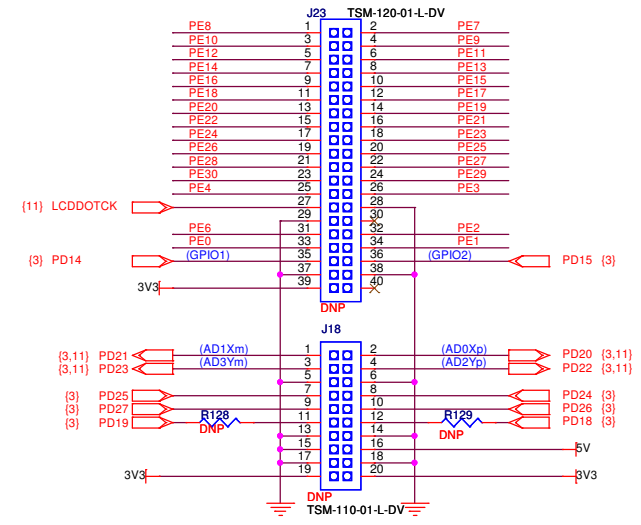 J23 TSM-120-01-L-DV
PE8 1 2 PE7
PE10 3 4 PE9
PE12 5 6 PE11
PE14 7 8 PE13
PE16 9 10 PE15
PE18 11 12 PE17
PE20 13 14 PE19
PE22 15 16 PE21
PE24 17 18 PE23
PE26 19 20 PE25
PE28 21 22 PE27
PE30 23 24 PE29
PE4 25 26 PE3
{11} LCDDOTCK 27 28
29 30
PE6 31 32 PE2
PE0 33 34 PE1
{3} PD14 (GPIO1) 35 36 (GPIO2) PD15 {3}
37 38
3V3 39 40
DNP
J18
{3,11} PD21 (AD1Xm) 1 2 (AD0Xp) PD20 {3,11}
{3,11} PD23 (AD3Ym) 3 4 (AD2Yp) PD22 {3,11}
5 6
{3} PD25 7 8 PD24 {3}
{3} PD27 9 10 PD26 {3}
{3} PD19 R128 11 12 R129 PD18 {3}
DNP 13 14 DNP
15 16 5V
17 18
3V3 19 20 3V3
DNP
TSM-110-01-L-DV